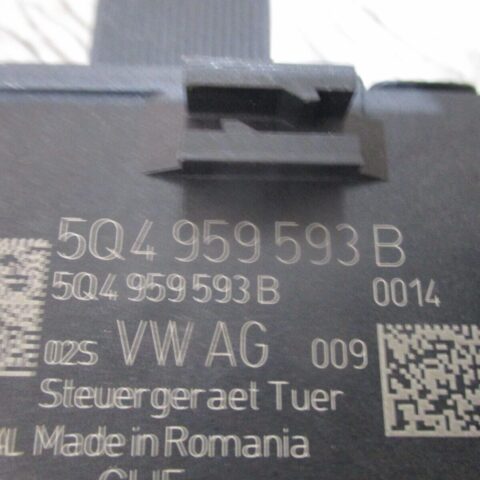 5Q4 959 593 B
5Q4 959 593 B 0014
02S VW AG 009
Steuergeraet Tuer
Made in Romania